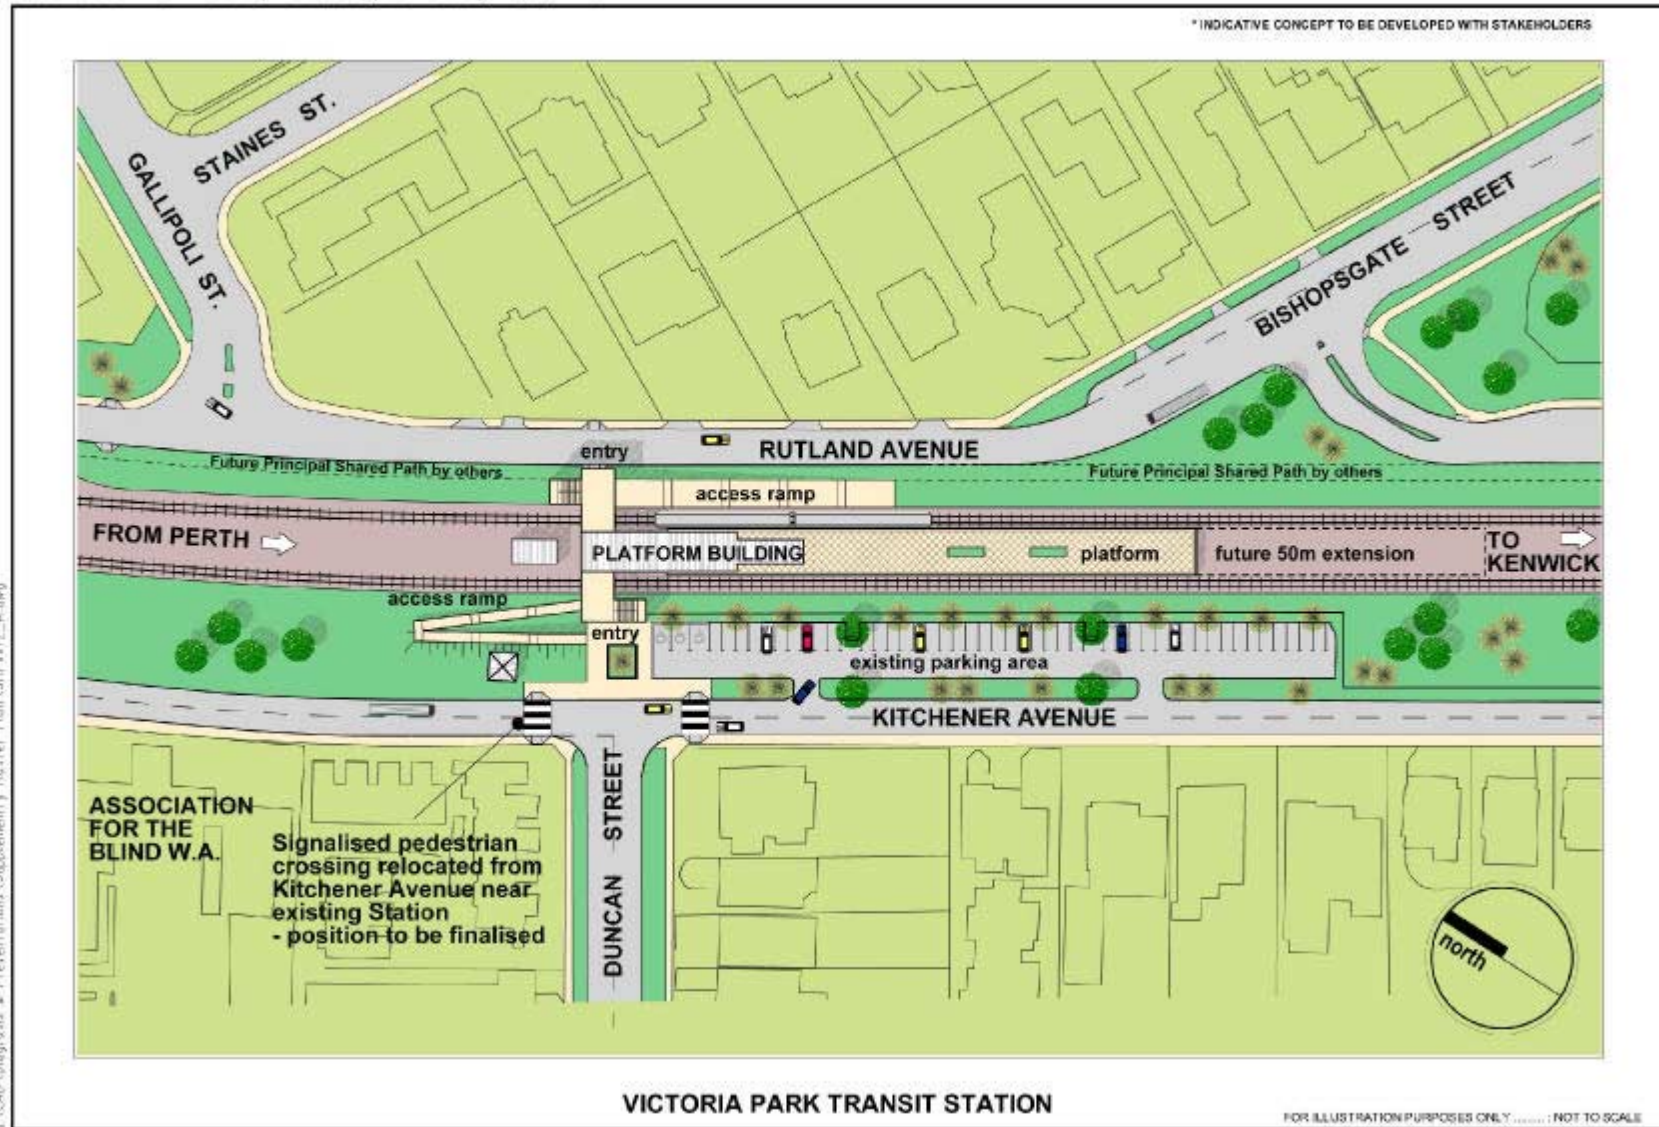 * INDICATIVE CONCEPT TO BE DEVELOPED WITH STAKEHOLDERS
STAINES ST.
GALLIPOLI ST.
BISHOPSGATE STREET
entry
RUTLAND AVENUE
Future Principal Shared Path by others
Future Principal Shared Path by others
access ramp
FROM PERTH
PLATFORM BUILDING
platform
future 50m extension
TO
KENWICK
access ramp
entry
existing parking area
KITCHENER AVENUE
DUNCAN STREET
ASSOCIATION
FOR THE
BLIND W.A.
Signalised pedestrian
crossing relocated from
Kitchener Avenue near
existing Station
- position to be finalised
north
VICTORIA PARK TRANSIT STATION
FOR ILLUSTRATION PURPOSES ONLY ........ : NOT TO SCALE